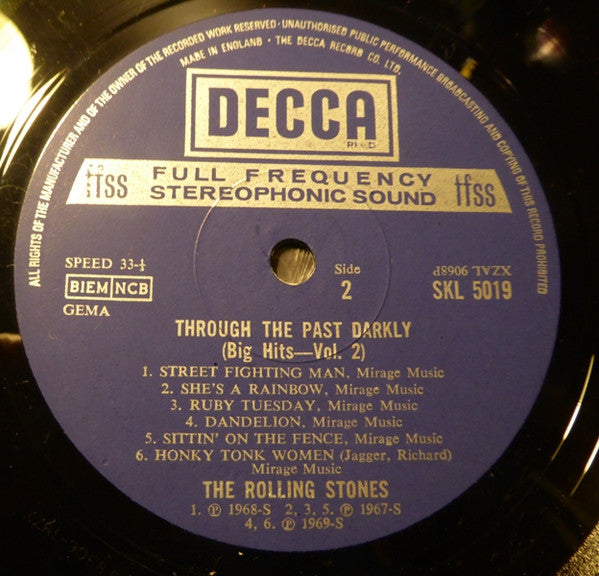 ALL RIGHTS OF THE MANUFACTURER AND OF THE OWNER OF THE RECORDED WORK RESERVED · UNAUTHORISED PUBLIC PERFORMANCE BROADCASTING AND COPYING OF THIS RECORD PROHIBITED
MADE IN ENGLAND · THE DECCA RECORD CO. LTD.
DECCA
ffss FULL FREQUENCY STEREOPHONIC SOUND ffss
SPEED 33-⅓
BIEM NCB
GEMA
Side
2
XZAL 9068P
SKL 5019
THROUGH THE PAST DARKLY
(Big Hits—Vol. 2)
1. STREET FIGHTING MAN, Mirage Music
2. SHE'S A RAINBOW, Mirage Music
3. RUBY TUESDAY, Mirage Music
4. DANDELION, Mirage Music
5. SITTIN' ON THE FENCE, Mirage Music
6. HONKY TONK WOMEN (Jagger, Richard)
Mirage Music
THE ROLLING STONES
1. ℗ 1968-S 2, 3, 5. ℗ 1967-S
4, 6. ℗ 1969-S